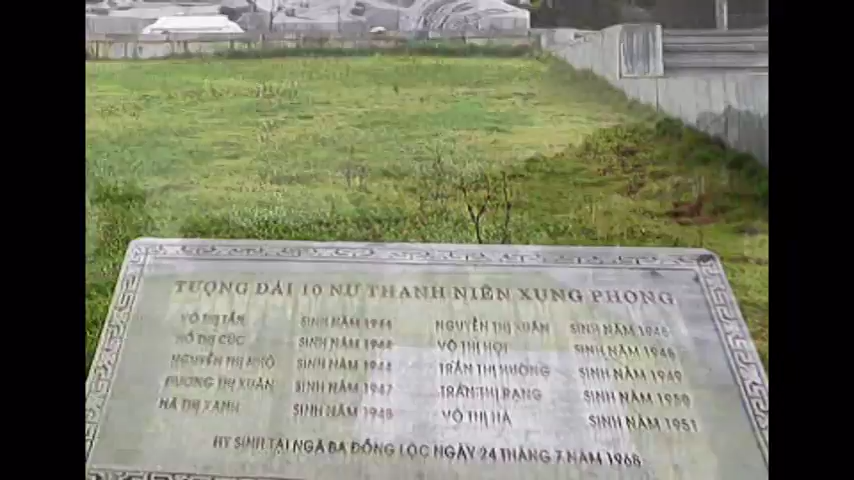 TƯỢNG ĐÀI 10 NỮ THANH NIÊN XUNG PHONG
VÕ THỊ TẦN SINH NĂM 1944 NGUYỄN THỊ XUÂN SINH NĂM 1948
HỒ THỊ CÚC SINH NĂM VÕ THỊ HỢI SINH NĂM 1948
NGUYỄN THỊ NHỎ SINH NĂM 1944 TRẦN THỊ HƯỜNG SINH NĂM 1949
DƯƠNG THỊ XUÂN SINH NĂM 1947 TRẦN THỊ RẠNG SINH NĂM 1950
HÀ THỊ XANH SINH NĂM 1948 VÕ THỊ HÀ SINH NĂM 1951
HY SINH TẠI NGÃ BA ĐỒNG LỘC NGÀY 24 THÁNG 7 NĂM 1968